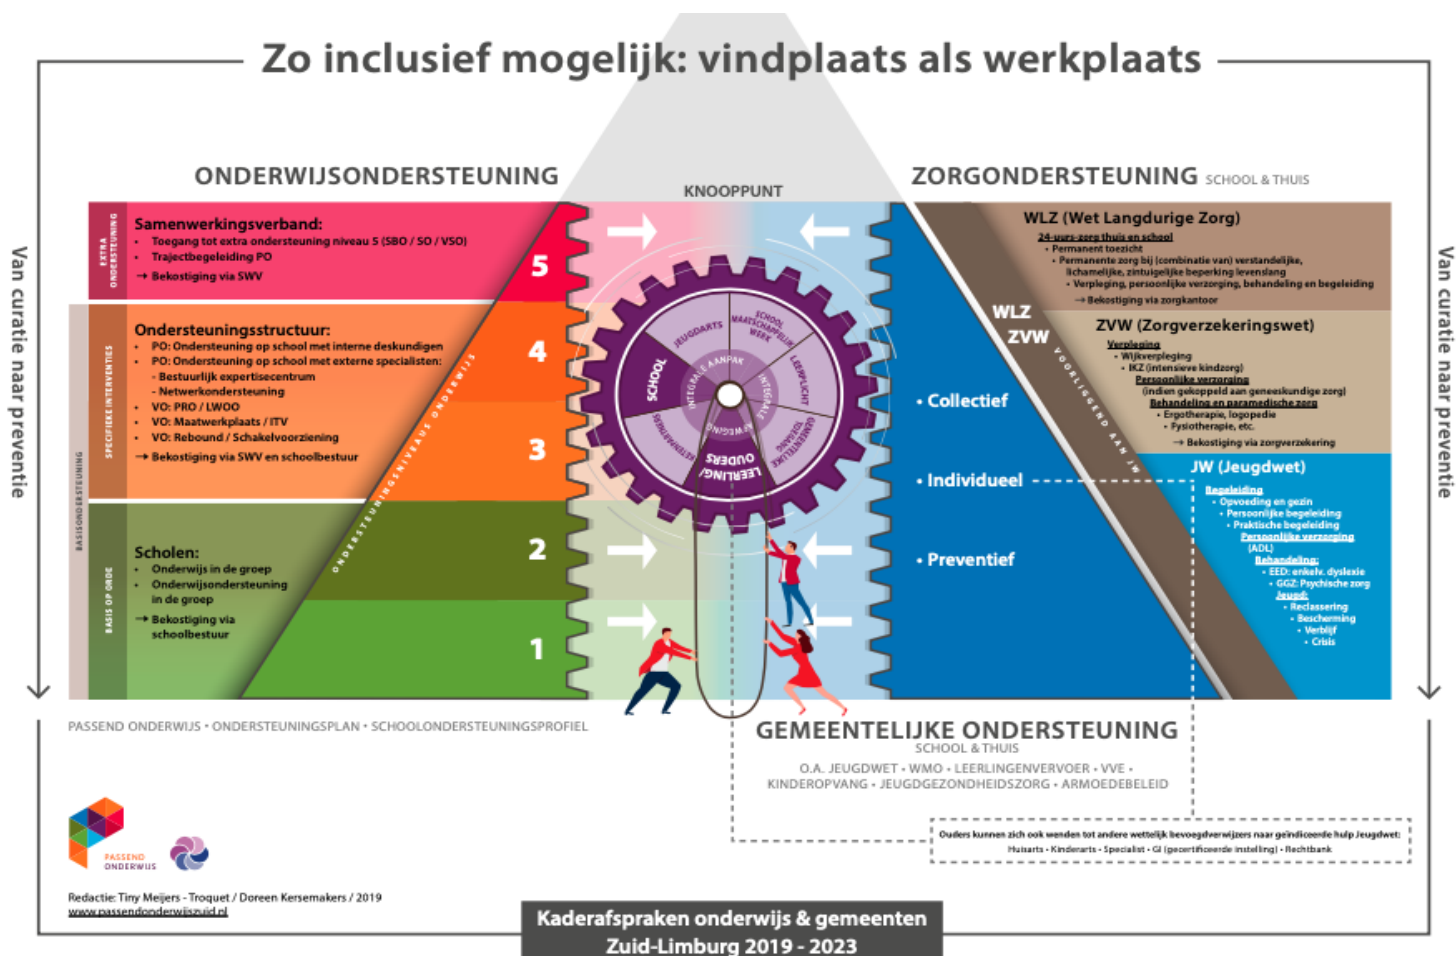 Zo inclusief mogelijk: vindplaats als werkplaats
Van curatie naar preventie
ONDERWIJSONDERSTEUNING
EXTRA
ONDERSTEUNING
Samenwerkingsverband:
• Toegang tot extra ondersteuning niveau 5 (SBO / SO / VSO)
• Trajectbegeleiding PO
→ Bekostiging via SWV
BASISONDERSTEUNING
SPECIFIEKE INTERVENTIES
Ondersteuningsstructuur:
• PO: Ondersteuning op school met interne deskundigen
• PO: Ondersteuning op school met externe specialisten:
- Bestuurlijk expertisecentrum
- Netwerkondersteuning
• VO: PRO / LWOO
• VO: Maatwerkplaats / ITV
• VO: Rebound / Schakelvoorziening
→ Bekostiging via SWV en schoolbestuur
BASIS OP ORDE
Scholen:
• Onderwijs in de groep
• Onderwijsondersteuning
in de groep
→ Bekostiging via
schoolbestuur
ONDERSTEUNINGSNIVEAUS ONDERWIJS
5
4
3
2
1
KNOOPPUNT
SCHOOL
JEUGDARTS
SCHOOL
MAATSCHAPPELIJK
WERK
LEERPLICHT
GEMEENTELIJKE
TOEGANG
LEERLING/
OUDERS
KETENPARTNERS
INTEGRALE AANPAK
INTEGRALE AFWEGING
ZORGONDERSTEUNING SCHOOL & THUIS
• Collectief
• Individueel
• Preventief
WLZ
ZVW
VOORLIGGEND AAN JW
WLZ (Wet Langdurige Zorg)
24-uurs-zorg thuis en school
• Permanent toezicht
• Permanente zorg bij (combinatie van) verstandelijke,
lichamelijke, zintuigelijke beperking levenslang
• Verpleging, persoonlijke verzorging, behandeling en begeleiding
→ Bekostiging via zorgkantoor
ZVW (Zorgverzekeringswet)
Verpleging
• Wijkverpleging
• IKZ (intensieve kindzorg)
Persoonlijke verzorging
(indien gekoppeld aan geneeskundige zorg)
Behandeling en paramedische zorg
• Ergotherapie, logopedie
• Pysiotherapie, etc.
→ Bekostiging via zorgverzekering
JW (Jeugdwet)
Begeleiding
• Opvoeding en gezin
• Persoonlijke begeleiding
• Praktische begeleiding
Persoonlijke verzorging
(ADL)
Behandeling:
• EED: enkelv. dyslexie
• GGZ: Psychische zorg
Jeugd:
• Reclassering
• Bescherming
• Verblijf
• Crisis
Van curatie naar preventie
PASSEND ONDERWIJS • ONDERSTEUNINGSPLAN • SCHOOLONDERSTEUNINGSPROFIEL
GEMEENTELIJKE ONDERSTEUNING
SCHOOL & THUIS
O.A. JEUGDWET • WMO • LEERLINGENVERVOER • VVE •
KINDEROPVANG • JEUGDGEZONDHEIDSZORG • ARMOEDEBELEID
Ouders kunnen zich ook wenden tot andere wettelijk bevoegdverwijzers naar geïndiceerde hulp Jeugdwet:
Huisarts • Kinderarts • Specialist • GI (gecertificeerde instelling) • Rechtbank
PASSEND
ONDERWIJS
Redactie: Tiny Meijers - Troquet / Doreen Kersemakers / 2019
www.passendonderwijszuid.nl
Kaderafspraken onderwijs & gemeenten
Zuid-Limburg 2019 - 2023